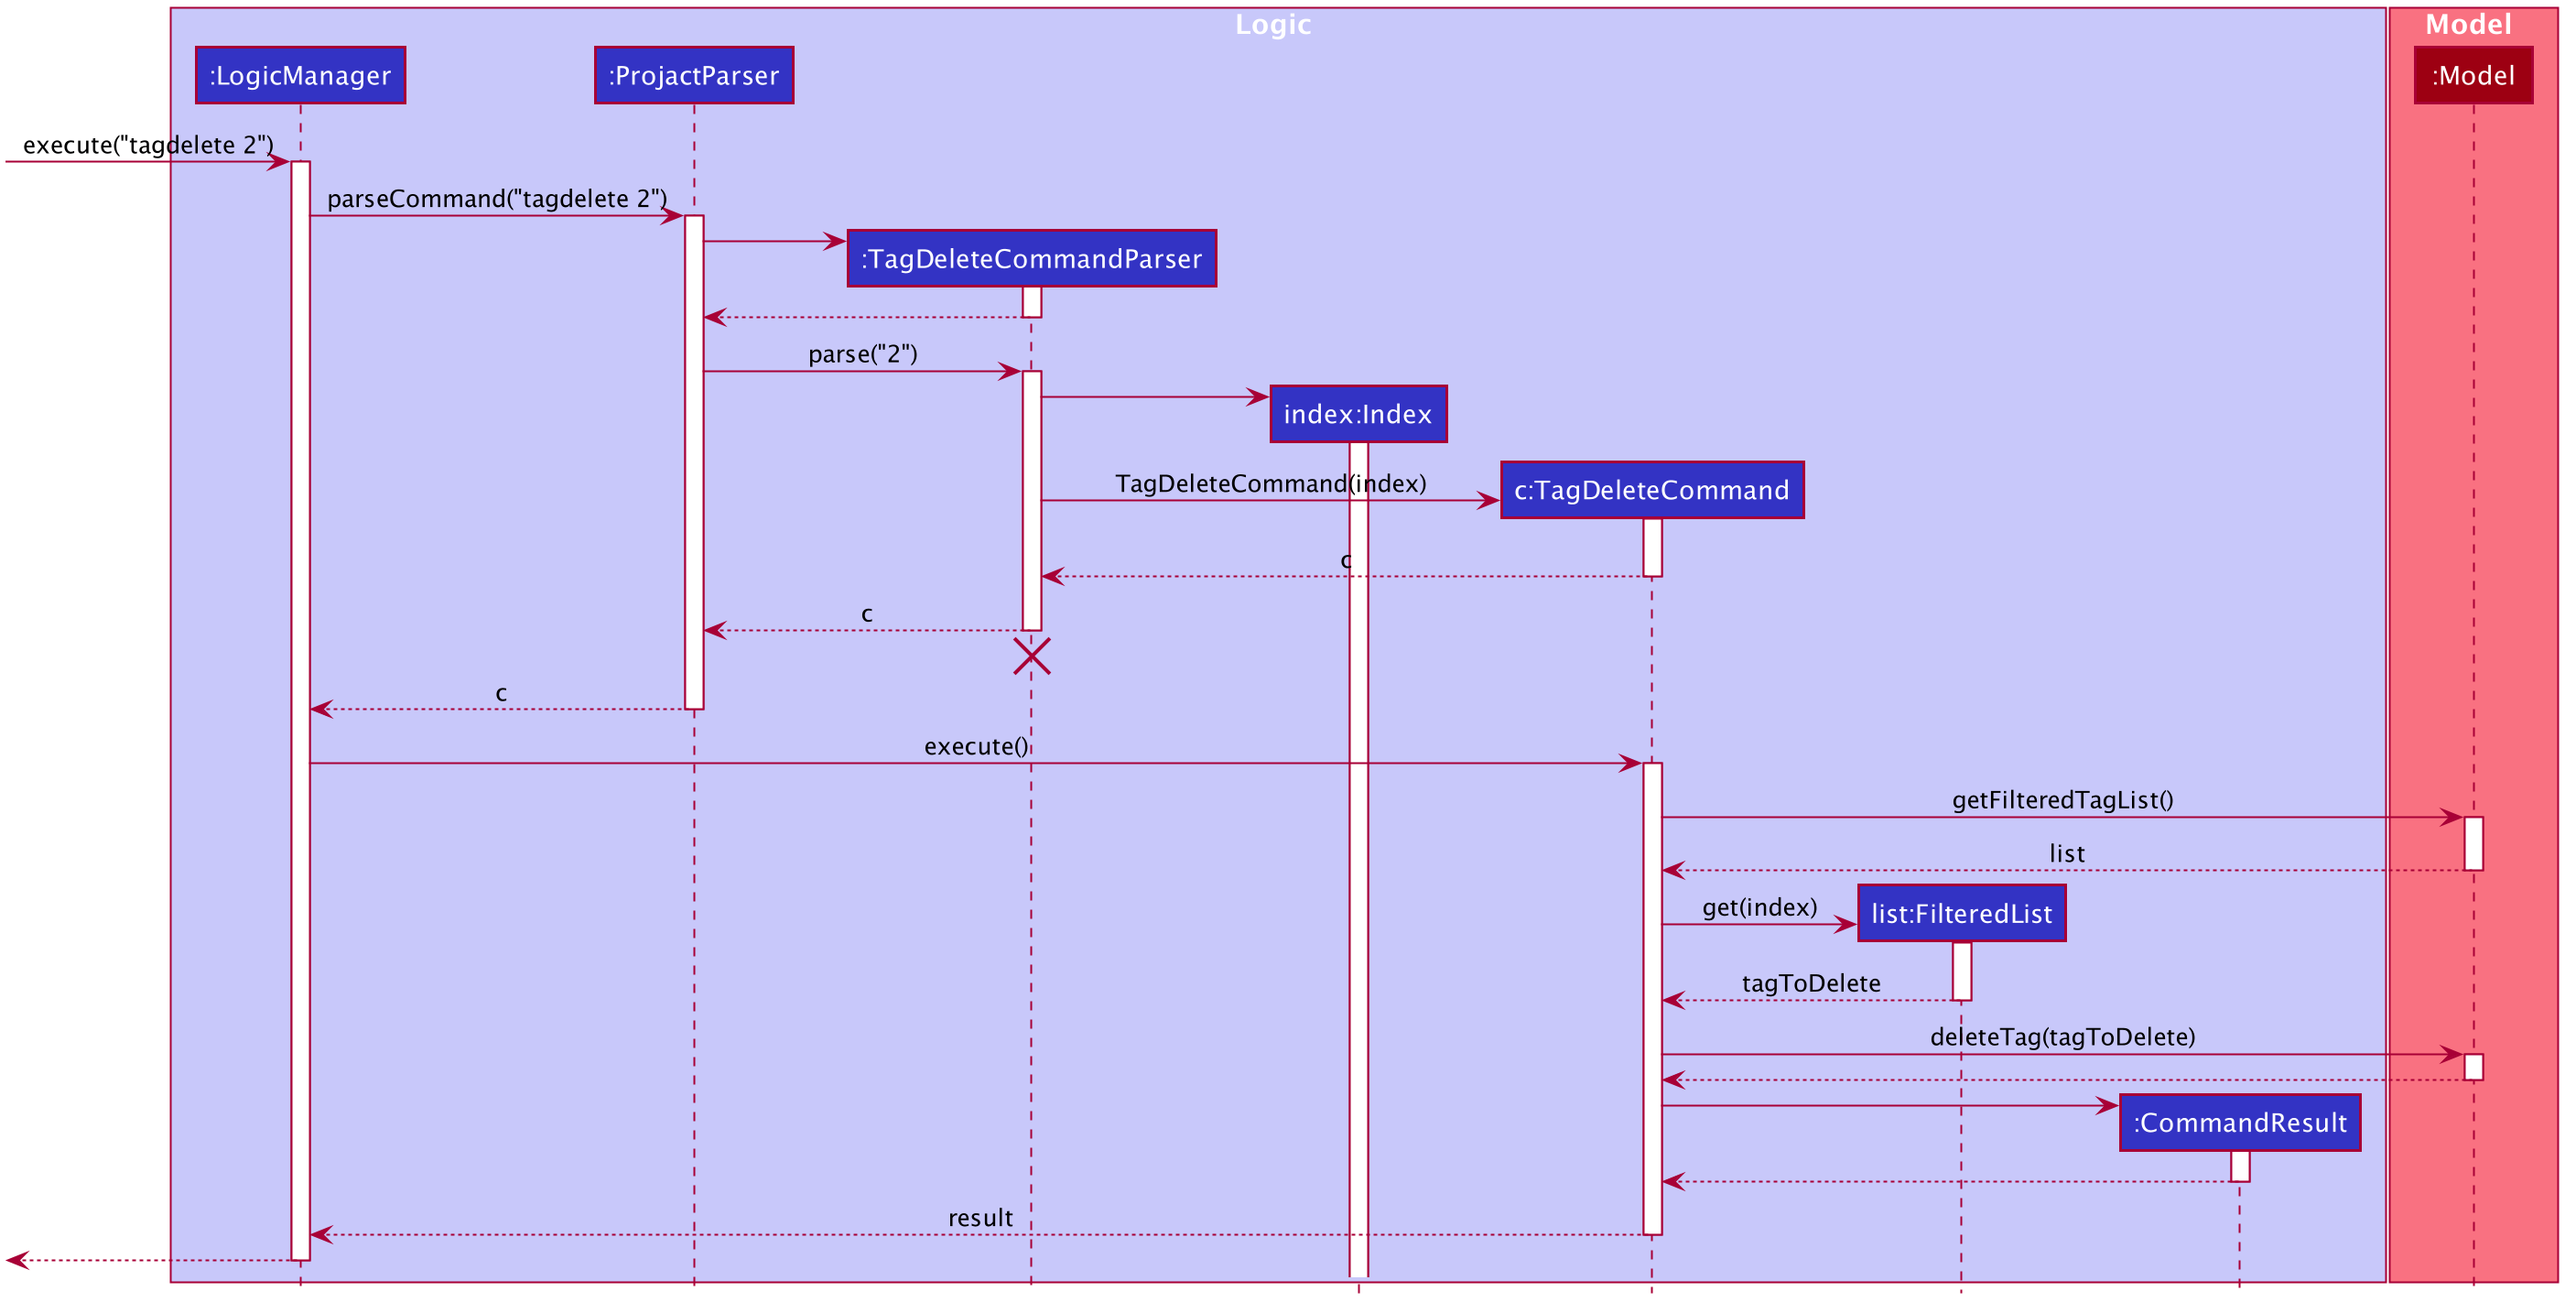 Logic
Model
:LogicManager
:ProjactParser
:Model
execute("tagdelete 2")
parseCommand("tagdelete 2")
:TagDeleteCommandParser
parse("2")
index:Index
TagDeleteCommand(index)
c:TagDeleteCommand
c
c
c
execute()
getFilteredTagList()
list
get(index)
list:FilteredList
tagToDelete
deleteTag(tagToDelete)
:CommandResult
result